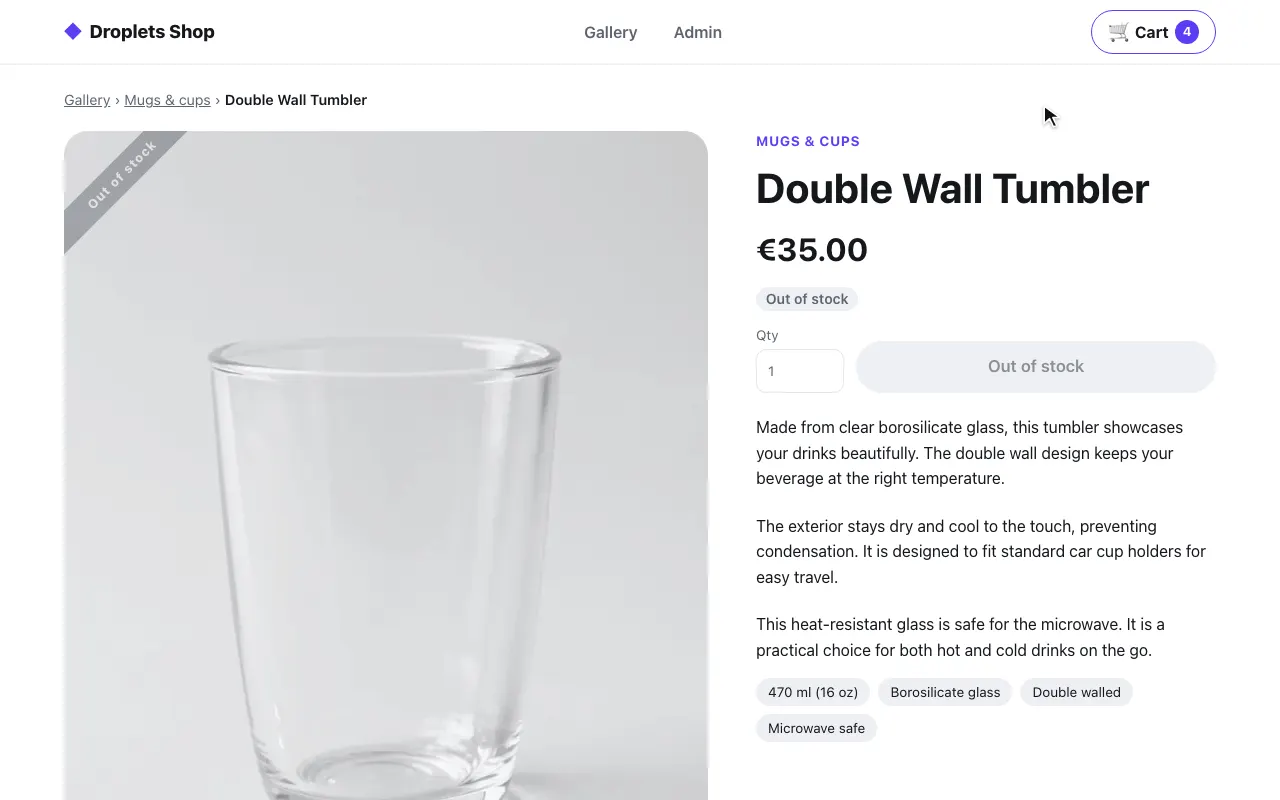 Droplets Shop
Gallery
Admin
Cart 4
Gallery › Mugs & cups › Double Wall Tumbler
Out of stock
MUGS & CUPS
Double Wall Tumbler
€35.00
Out of stock
Qty
1
Out of stock
Made from clear borosilicate glass, this tumbler showcases
your drinks beautifully. The double wall design keeps your
beverage at the right temperature.
The exterior stays dry and cool to the touch, preventing
condensation. It is designed to fit standard car cup holders for
easy travel.
This heat-resistant glass is safe for the microwave. It is a
practical choice for both hot and cold drinks on the go.
470 ml (16 oz)
Borosilicate glass
Double walled
Microwave safe